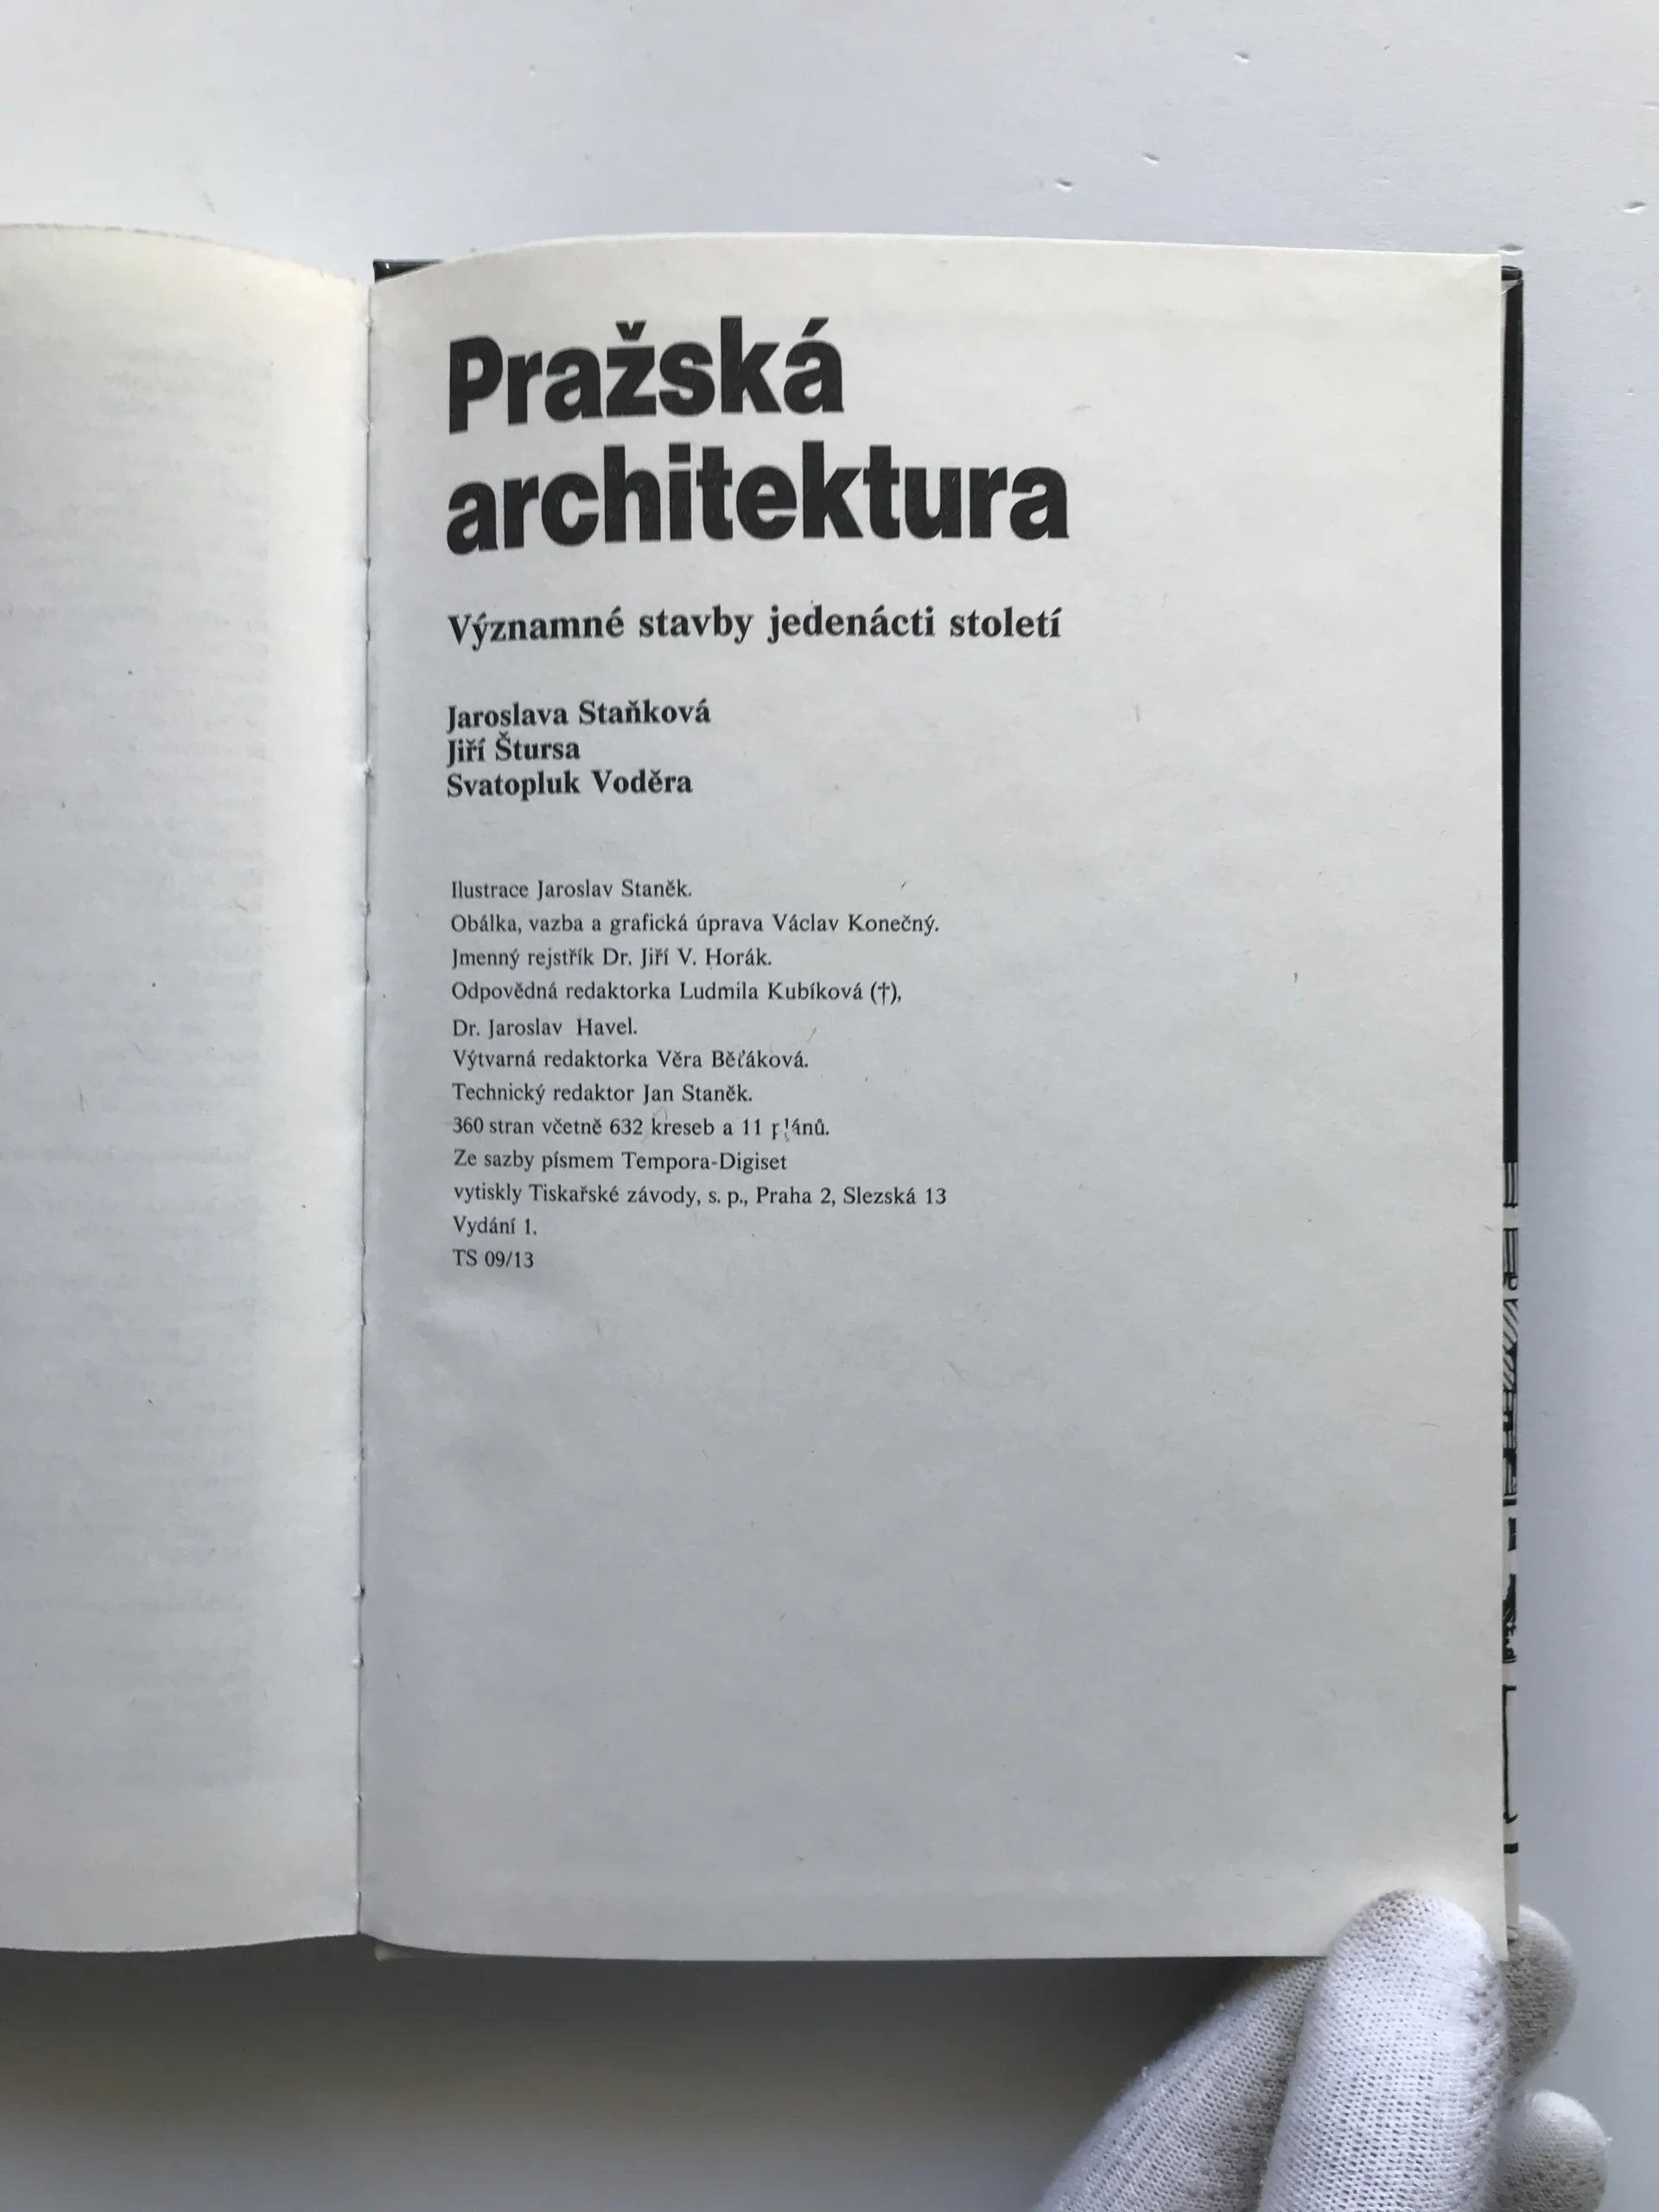 Pražská
architektura
Významné stavby jedenácti století
Jaroslava Staňková
Jiří Štursa
Svatopluk Voděra
Ilustrace Jaroslav Staněk.
Obálka, vazba a grafická úprava Václav Konečný.
Jmenný rejstřík Dr. Jiří V. Horák.
Odpovědná redaktorka Ludmila Kubíková (†),
Dr. Jaroslav Havel.
Výtvarná redaktorka Věra Běťáková.
Technický redaktor Jan Staněk.
360 stran včetně 632 kreseb a 11 plánů.
Ze sazby písmem Tempora-Digiset
vytiskly Tiskařské závody, s. p., Praha 2, Slezská 13
Vydání 1.
TS 09/13